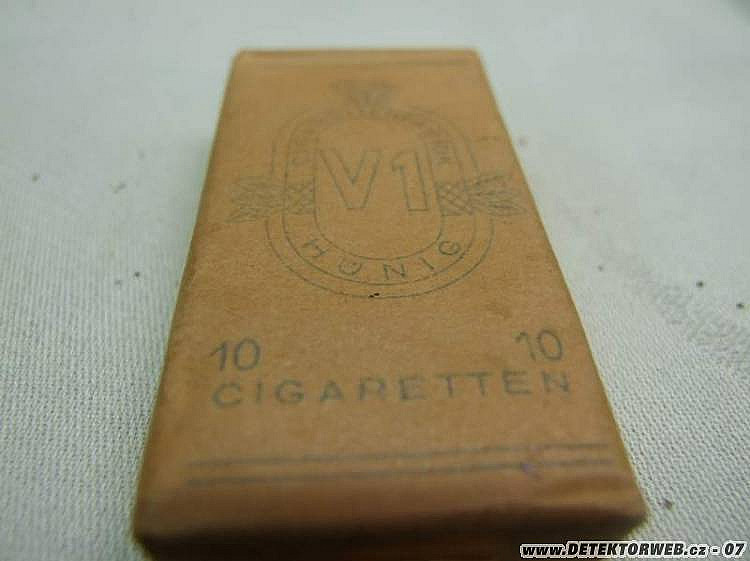 V1
HÜNIG
10 10
CIGARETTEN
www.DETEKTORWEB.cz - 07